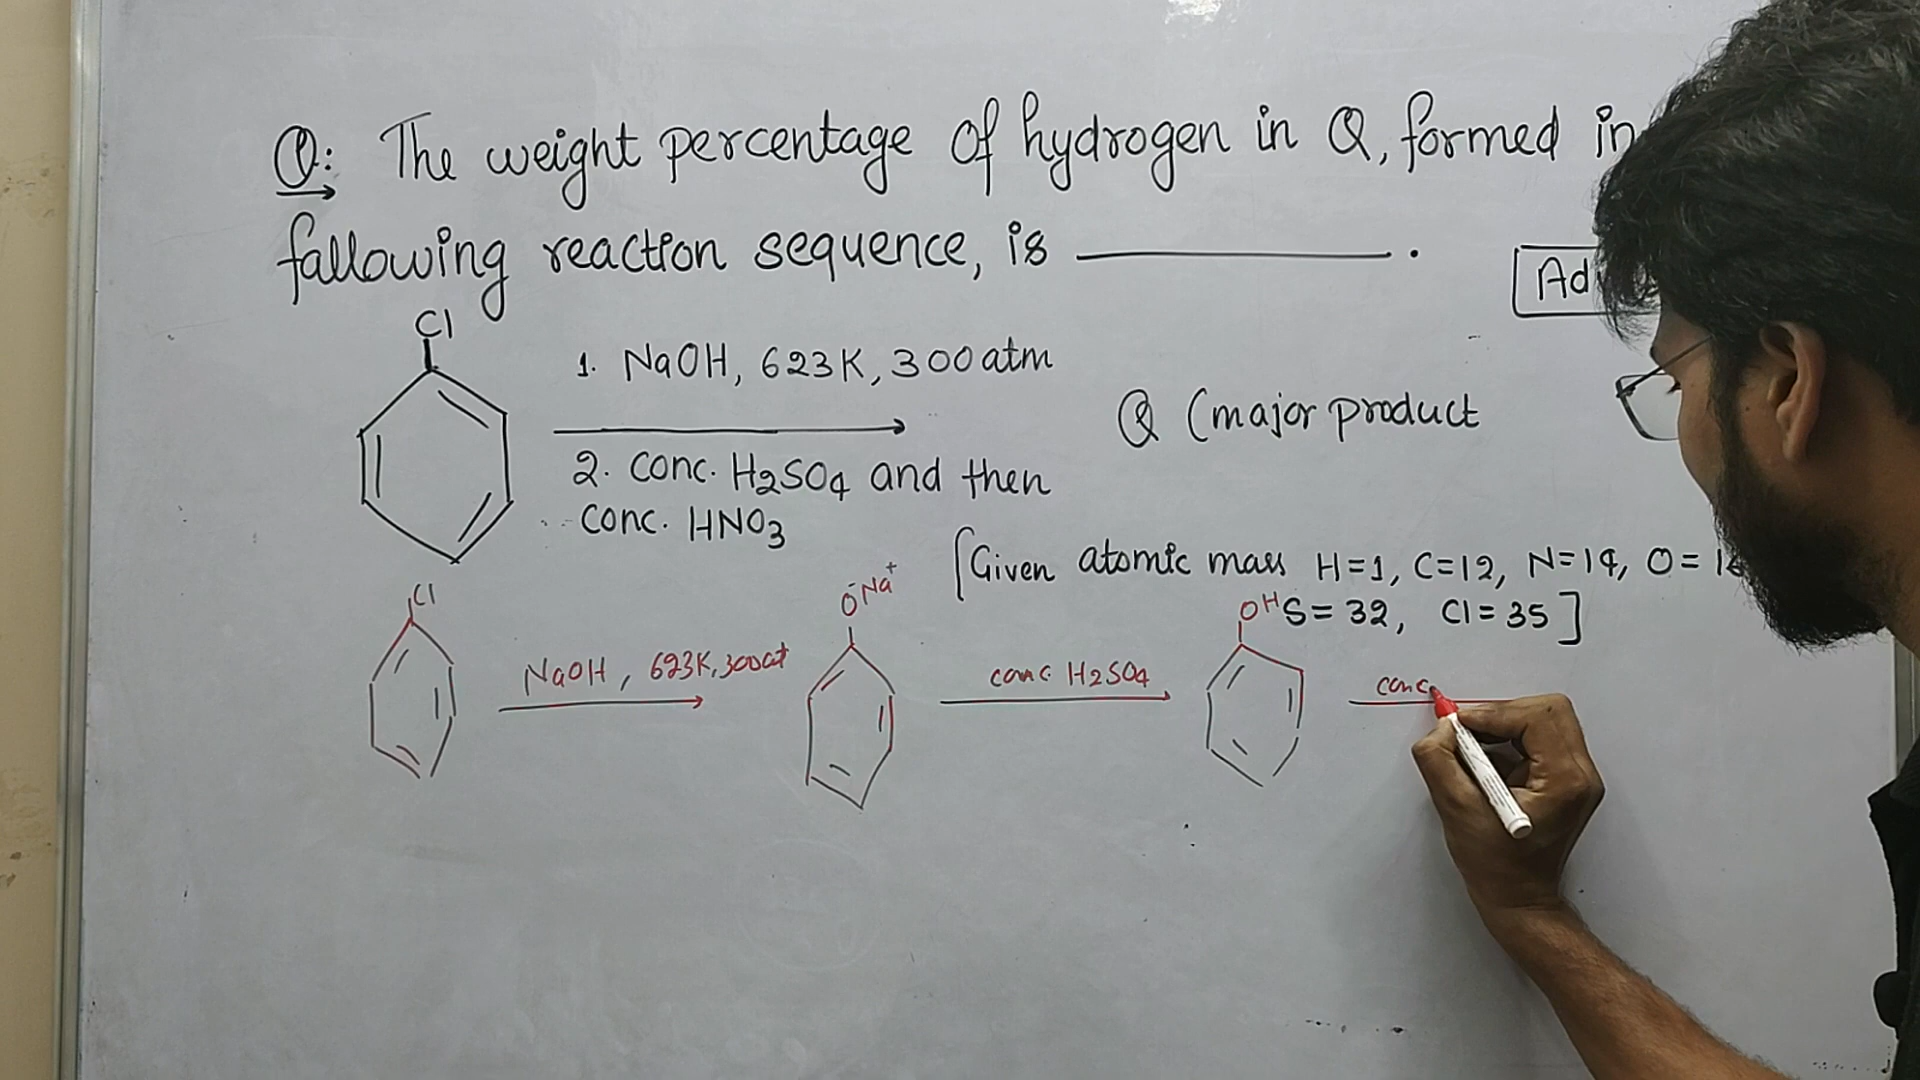 Q: The weight percentage of hydrogen in Q, formed in
fallowing reaction sequence, is ________ .
Cl
1. NaOH, 623K, 300 atm
2. Conc. H2SO4 and then
Conc. HNO3
Q (major product
[Given atomic mass H=1, C=12, N=14, O=16
S=32, Cl=35]
Cl
NaOH, 623K, 300at
O⁻Na⁺
conc. H2SO4
OH
conc